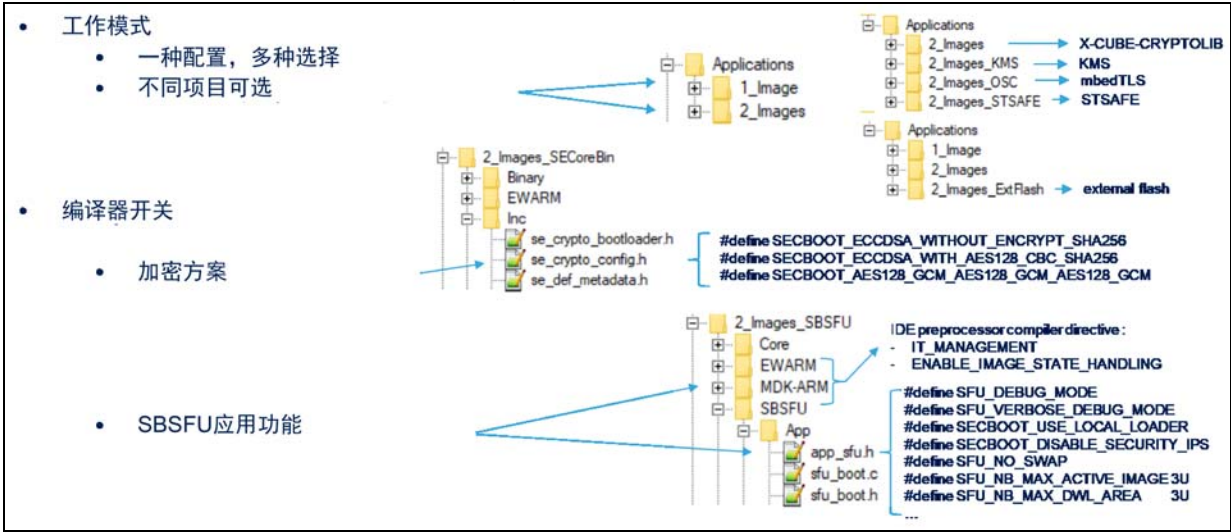 • 工作模式
• 一种配置，多种选择
• 不同项目可选
Applications
1_Image
2_Images
Applications
2_Images
X-CUBE-CRYPTOLIB
2_Images_KMS
KMS
2_Images_OSC
mbedTLS
2_Images_STSAFE
STSAFE
Applications
1_Image
2_Images
2_Images_ExtFlash
external flash
• 编译器开关
• 加密方案
2_Images_SECoreBin
Binary
EWARM
Inc
se_crypto_bootloader.h
se_crypto_config.h
se_def_metadata.h
#define SECBOOT_ECCDSA_WITHOUT_ENCRYPT_SHA256
#define SECBOOT_ECCDSA_WITH_AES128_CBC_SHA256
#define SECBOOT_AES128_GCM_AES128_GCM_AES128_GCM
• SBSFU应用功能
2_Images_SBSFU
Core
EWARM
MDK-ARM
SBSFU
App
app_sfu.h
sfu_boot.c
sfu_boot.h
IDE preprocessor compiler directive :
- IT_MANAGEMENT
- ENABLE_IMAGE_STATE_HANDLING
#define SFU_DEBUG_MODE
#define SFU_VERBOSE_DEBUG_MODE
#define SECBOOT_USE_LOCAL_LOADER
#define SECBOOT_DISABLE_SECURITY_IPS
#define SFU_NO_SWAP
#define SFU_NB_MAX_ACTIVE_IMAGE 3U
#define SFU_NB_MAX_DWL_AREA 3U
...